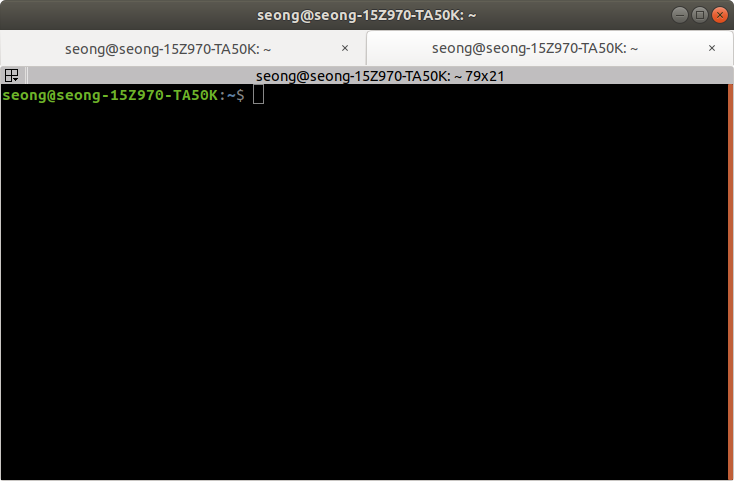 seong@seong-15Z970-TA50K: ~
seong@seong-15Z970-TA50K: ~ × seong@seong-15Z970-TA50K: ~ ×
seong@seong-15Z970-TA50K: ~ 79x21
seong@seong-15Z970-TA50K:~$